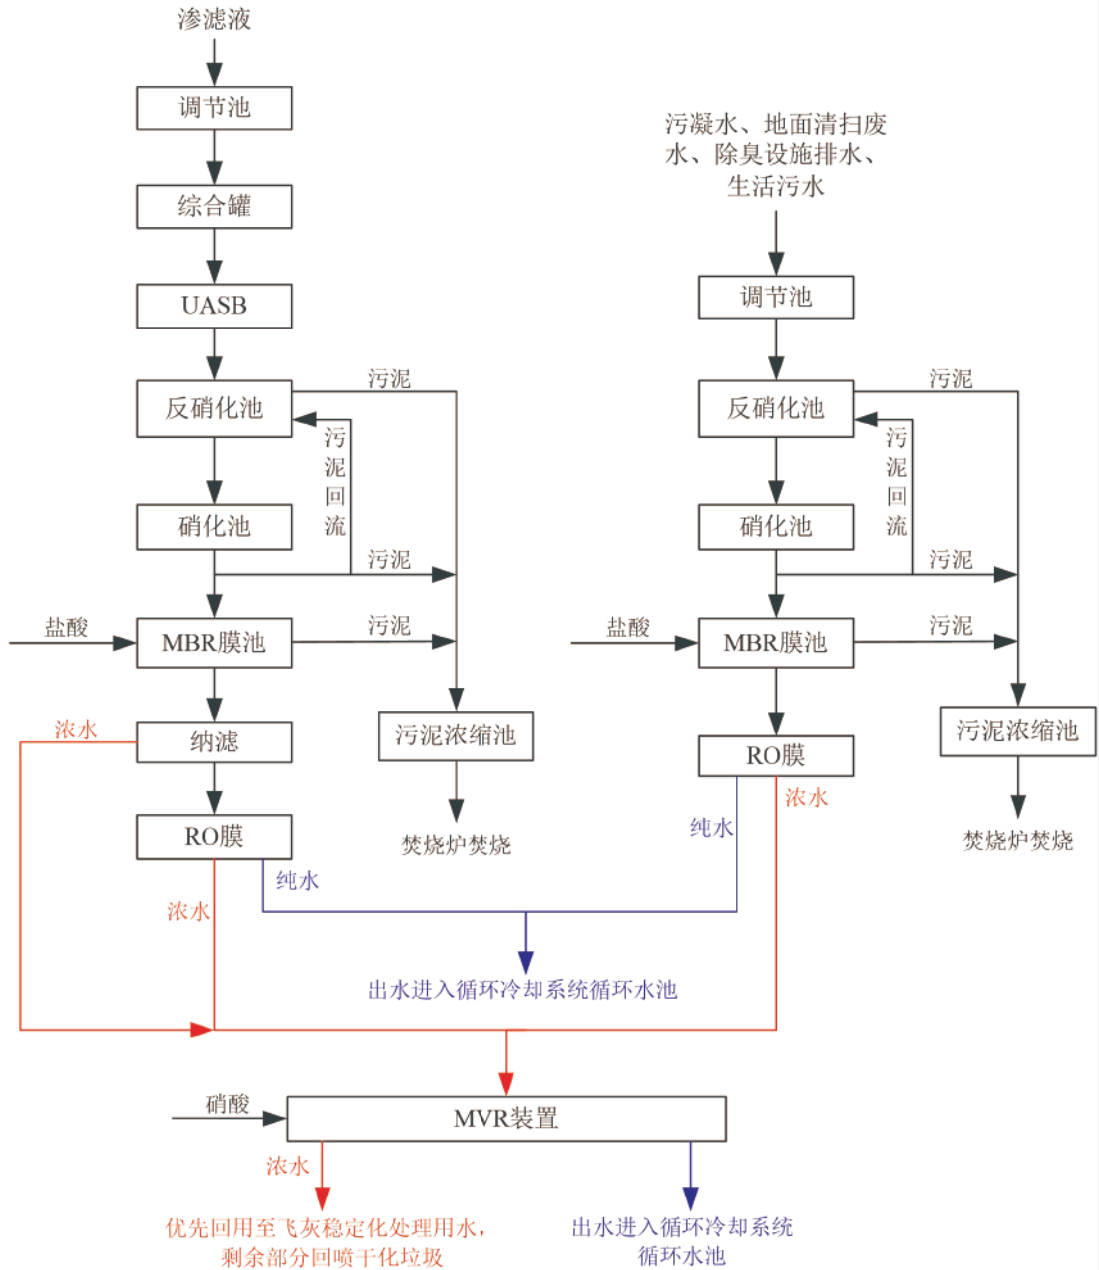 渗滤液
调节池
综合罐
UASB
反硝化池
污泥
污
泥
回
流
硝化池
污泥
盐酸
MBR膜池
污泥
浓水
纳滤
污泥浓缩池
RO膜
焚烧炉焚烧
浓水
纯水
污凝水、地面清扫废
水、除臭设施排水、
生活污水
调节池
反硝化池
污泥
污
泥
回
流
硝化池
污泥
盐酸
MBR膜池
污泥
RO膜
污泥浓缩池
纯水
浓水
焚烧炉焚烧
出水进入循环冷却系统循环水池
硝酸
MVR装置
浓水
优先回用至飞灰稳定化处理用水,
剩余部分回喷干化垃圾
出水进入循环冷却系统
循环水池